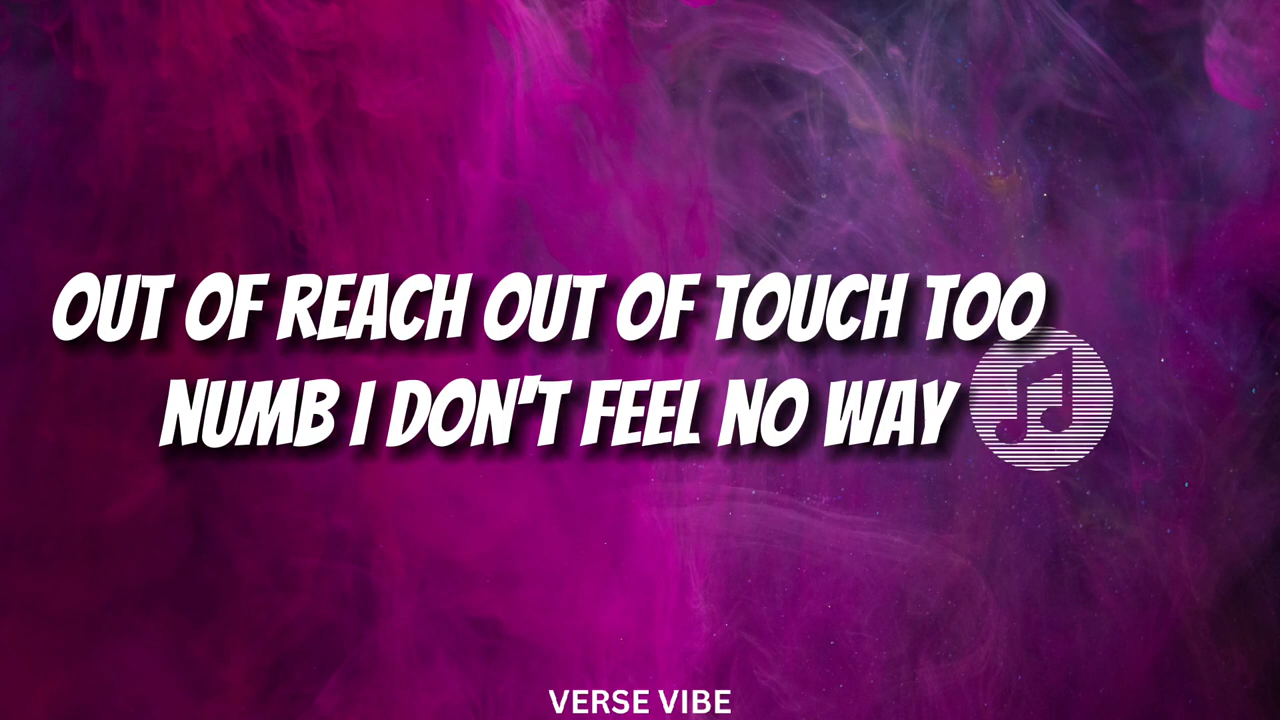 OUT OF REACH OUT OF TOUCH TOO
NUMB I DON'T FEEL NO WAY
VERSE VIBE